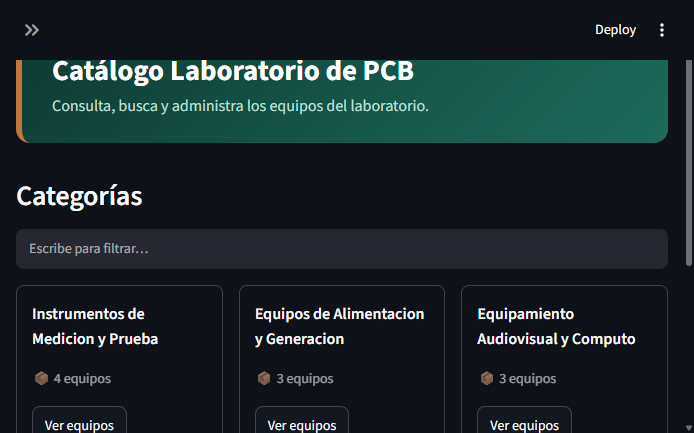 Deploy
Catálogo Laboratorio de PCB
Consulta, busca y administra los equipos del laboratorio.
Categorías
Escribe para filtrar...
Instrumentos de
Medicion y Prueba
4 equipos
Ver equipos
Equipos de Alimentacion
y Generacion
3 equipos
Ver equipos
Equipamiento
Audiovisual y Computo
3 equipos
Ver equipos